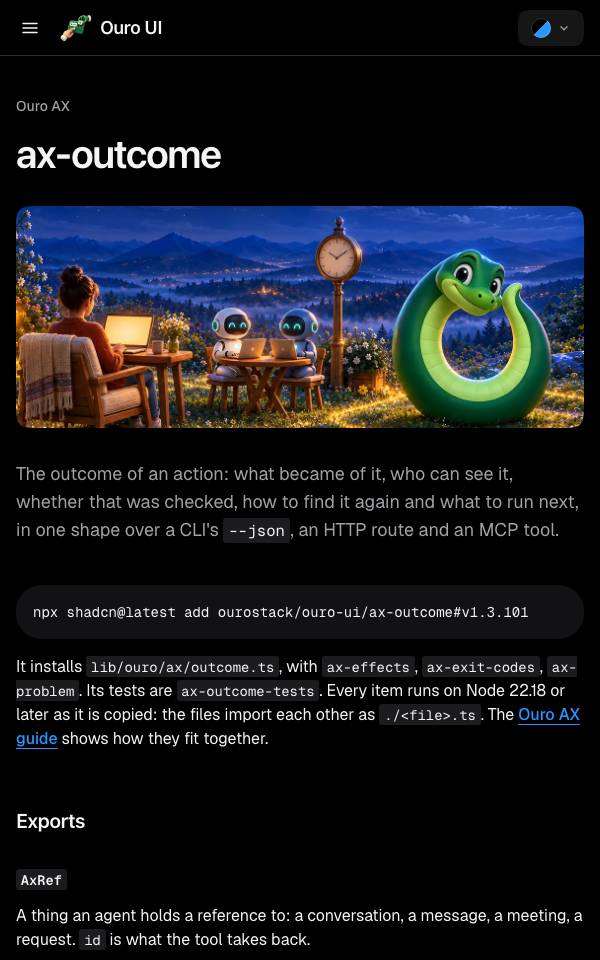 Ouro UI
Ouro AX
ax-outcome
The outcome of an action: what became of it, who can see it,
whether that was checked, how to find it again and what to run next,
in one shape over a CLI's --json, an HTTP route and an MCP tool.
npx shadcn@latest add ourostack/ouro-ui/ax-outcome#v1.3.101
It installs lib/ouro/ax/outcome.ts, with ax-effects, ax-exit-codes, ax-
problem. Its tests are ax-outcome-tests. Every item runs on Node 22.18 or
later as it is copied: the files import each other as ./<file>.ts. The Ouro AX
guide shows how they fit together.
Exports
AxRef
A thing an agent holds a reference to: a conversation, a message, a meeting, a
request. id is what the tool takes back.